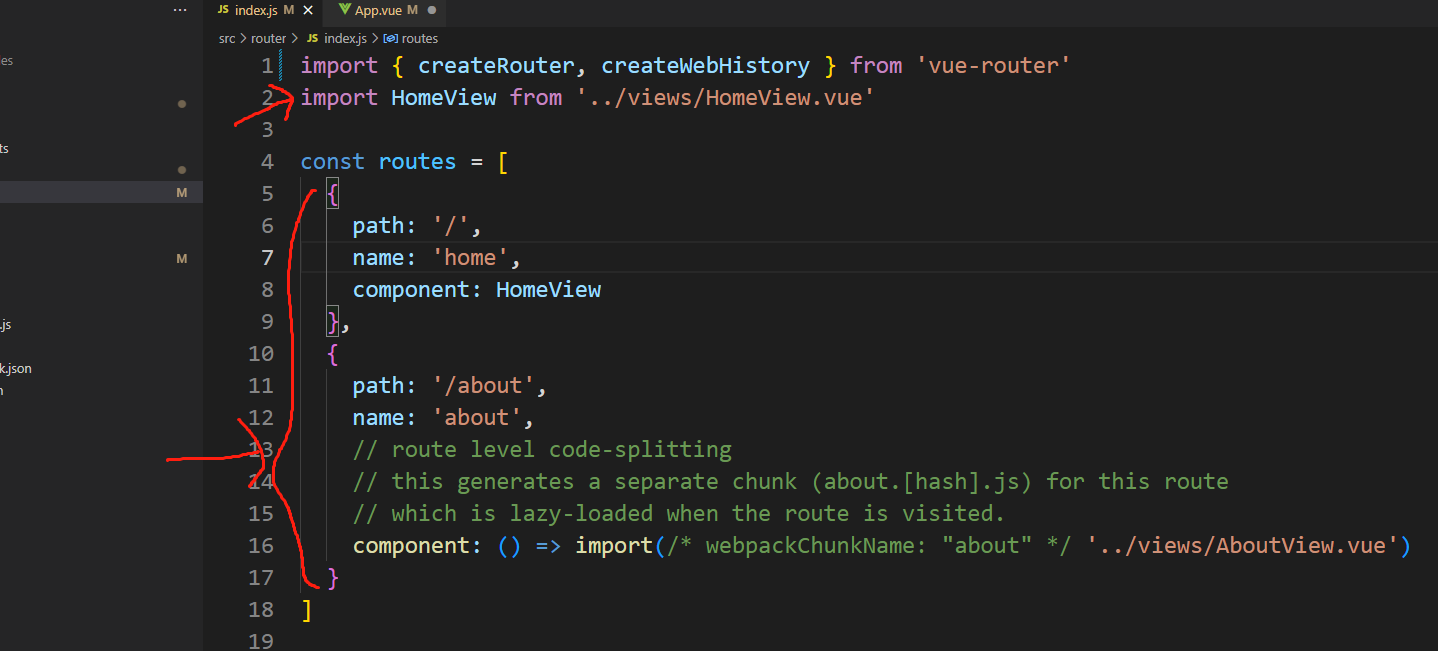 es
ts
M
M
.js
k.json
JS index.js M × App.vue M
src > router > JS index.js > routes
1 import { createRouter, createWebHistory } from 'vue-router'
2 import HomeView from '../views/HomeView.vue'
3
4 const routes = [
5 {
6 path: '/',
7 name: 'home',
8 component: HomeView
9 },
10 {
11 path: '/about',
12 name: 'about',
13 // route level code-splitting
14 // this generates a separate chunk (about.[hash].js) for this route
15 // which is lazy-loaded when the route is visited.
16 component: () => import(/* webpackChunkName: "about" */ '../views/AboutView.vue')
17 }
18 ]
19